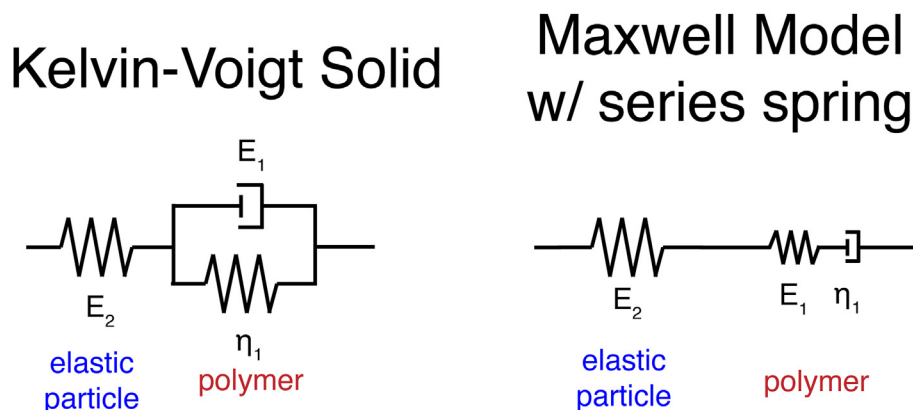 Kelvin-Voigt Solid
E₁
E₂
η₁
elastic
particle
polymer
Maxwell Model
w/ series spring
E₂
E₁
η₁
elastic
particle
polymer